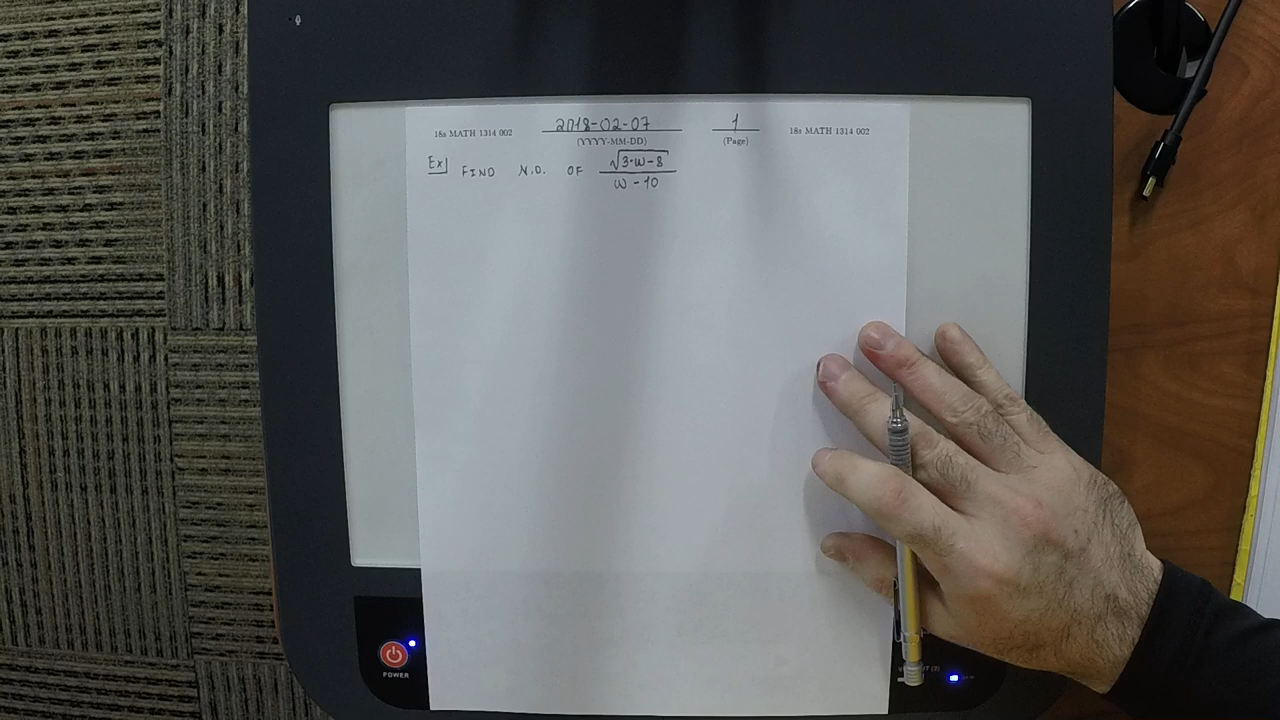 18s MATH 1314 002 2018-02-07 1 18s MATH 1314 002
(YYYY-MM-DD) (Page)
Ex] FIND N.D. OF √(3·w-8)
w-10
POWER